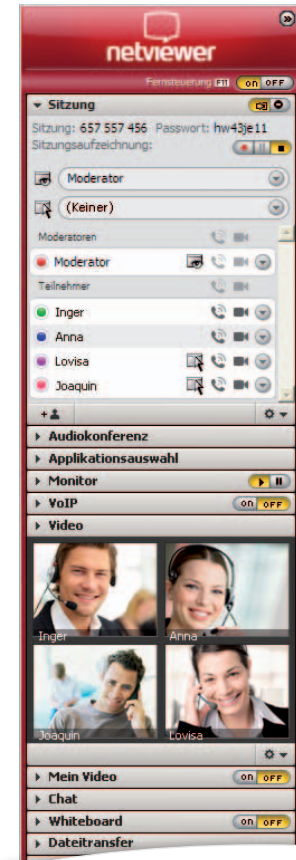 netviewer
Fernsteuerung F11 on OFF
Sitzung
Sitzung: 657 557 456 Passwort: hw43je11
Sitzungsaufzeichnung:
Moderator
(Keiner)
Moderatoren
Moderator
Teilnehmer
Inger
Anna
Lovisa
Joaquin
Audiokonferenz
Applikationsauswahl
Monitor
VoIP on OFF
Video
Inger Anna
Joaquin Lovisa
Mein Video on OFF
Chat
Whiteboard on OFF
Dateitransfer